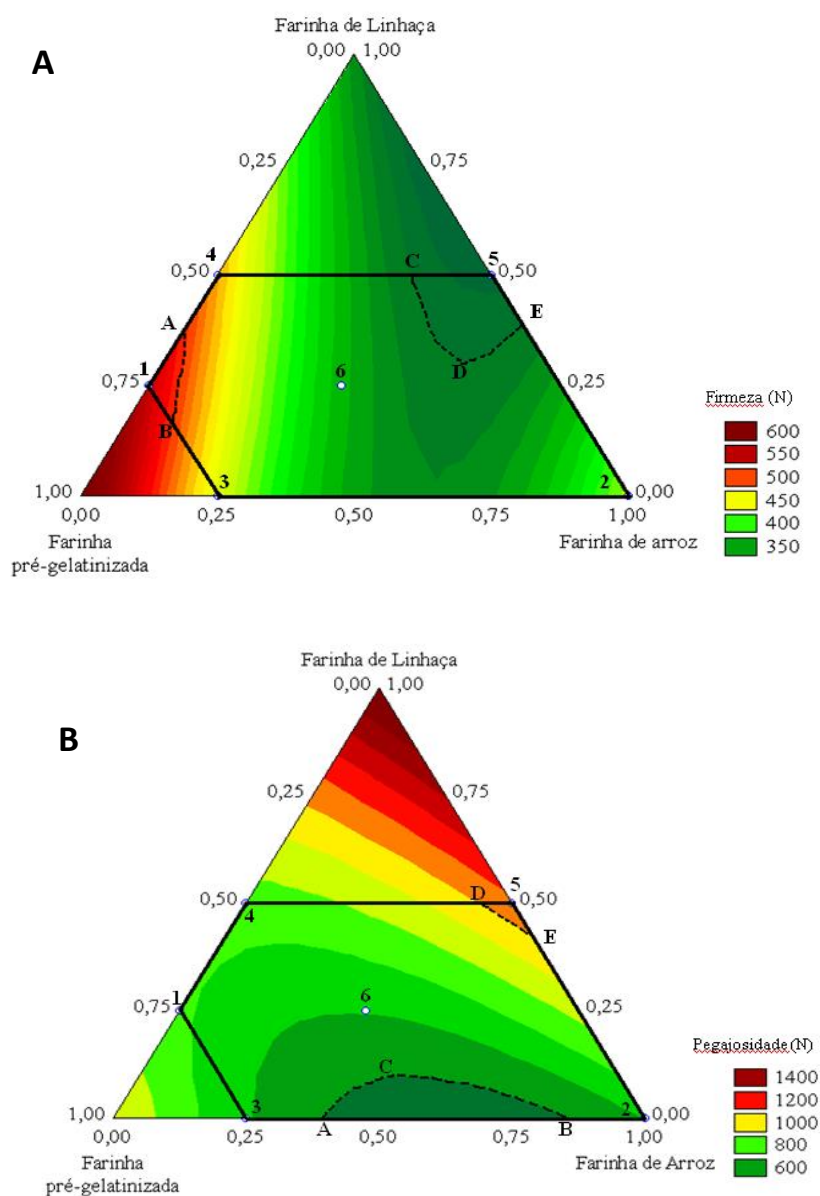 A
Farinha de Linhaça
0,00 1,00
0,25 0,75
4 C 5
0,50 0,50
A E
1 6 D
0,75 0,25
B
3 2
1,00 0,00
0,00 0,25 0,50 0,75 1,00
Farinha
pré-gelatinizada
Farinha de arroz
Firmeza (N)
600
550
500
450
400
350
B
Farinha de Linhaça
0,00 1,00
0,25 0,75
D 5
0,50 0,50
4 E
1 6
0,75 0,25
C
3 2
1,00 0,00
A B
0,00 0,25 0,50 0,75 1,00
Farinha
pré-gelatinizada
Farinha de Arroz
Pegajosidade (N)
1400
1200
1000
800
600